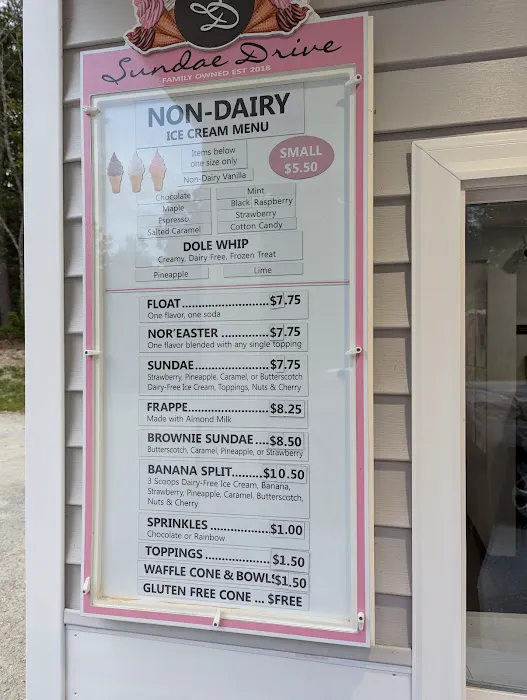 SD
Sundae Drive
FAMILY OWNED EST 2018
NON-DAIRY
ICE CREAM MENU
Items below
one size only
SMALL
$5.50
Non-Dairy Vanilla
Chocolate
Mint
Maple
Black Raspberry
Espresso
Strawberry
Salted Caramel
Cotton Candy
DOLE WHIP
Creamy, Dairy Free, Frozen Treat
Pineapple
Lime
FLOAT........................$7.75
One flavor, one soda
NOR'EASTER .............$7.75
One flavor blended with any single topping
SUNDAE.....................$7.75
Strawberry, Pineapple, Caramel, or Butterscotch
Dairy-Free Ice Cream, Toppings, Nuts & Cherry
FRAPPE......................$8.25
Made with Almond Milk
BROWNIE SUNDAE ....$8.50
Butterscotch, Caramel, Pineapple, or Strawberry
BANANA SPLIT.........$10.50
3 Scoops Dairy-Free Ice Cream, Banana,
Strawberry, Pineapple, Caramel, Butterscotch,
Nuts & Cherry
SPRINKLES ................$1.00
Chocolate or Rainbow
TOPPINGS ..................$1.50
WAFFLE CONE & BOWLS$1.50
GLUTEN FREE CONE ... $FREE